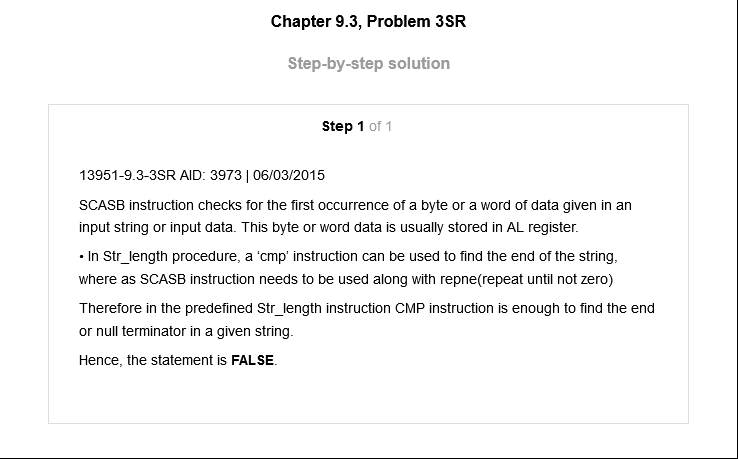 Chapter 9.3, Problem 3SR
Step-by-step solution
Step 1 of 1
13951-9.3-3SR AID: 3973 | 06/03/2015
SCASB instruction checks for the first occurrence of a byte or a word of data given in an
input string or input data. This byte or word data is usually stored in AL register.
• In Str_length procedure, a ‘cmp’ instruction can be used to find the end of the string,
where as SCASB instruction needs to be used along with repne(repeat until not zero)
Therefore in the predefined Str_length instruction CMP instruction is enough to find the end
or null terminator in a given string.
Hence, the statement is FALSE.